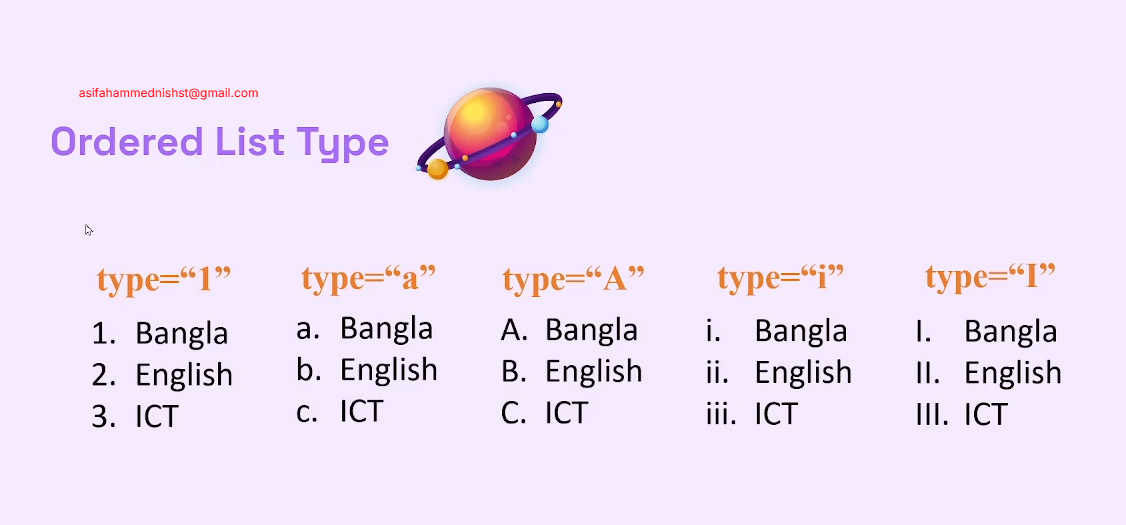 asifahammednishst@gmail.com
Ordered List Type
type=“1”
1. Bangla
2. English
3. ICT
type=“a”
a. Bangla
b. English
c. ICT
type=“A”
A. Bangla
B. English
C. ICT
type=“i”
i. Bangla
ii. English
iii. ICT
type=“I”
I. Bangla
II. English
III. ICT